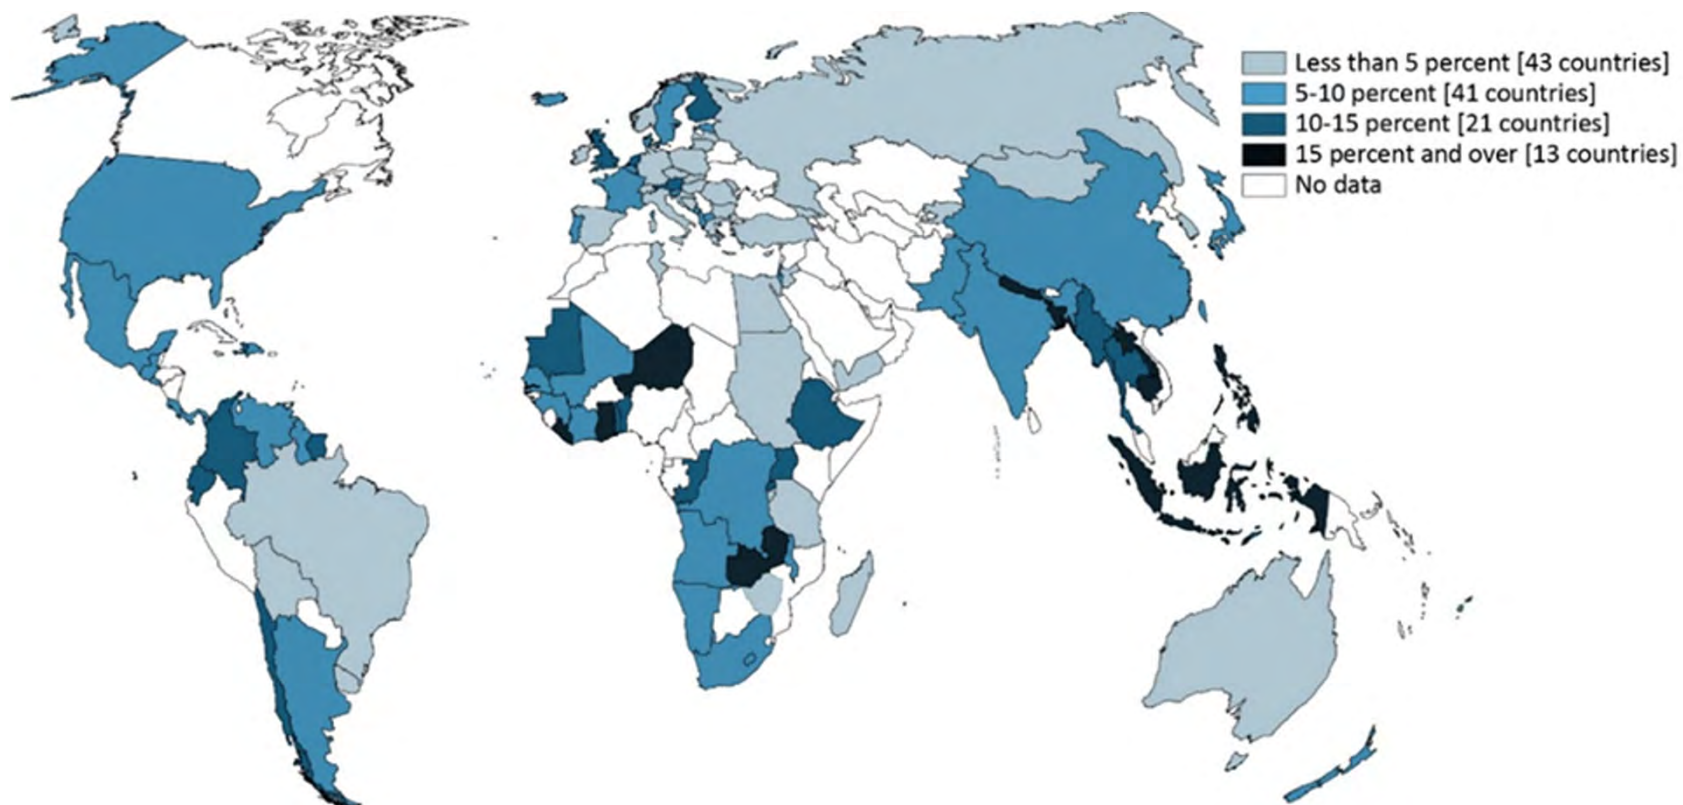 Less than 5 percent [43 countries]
5-10 percent [41 countries]
10-15 percent [21 countries]
15 percent and over [13 countries]
No data